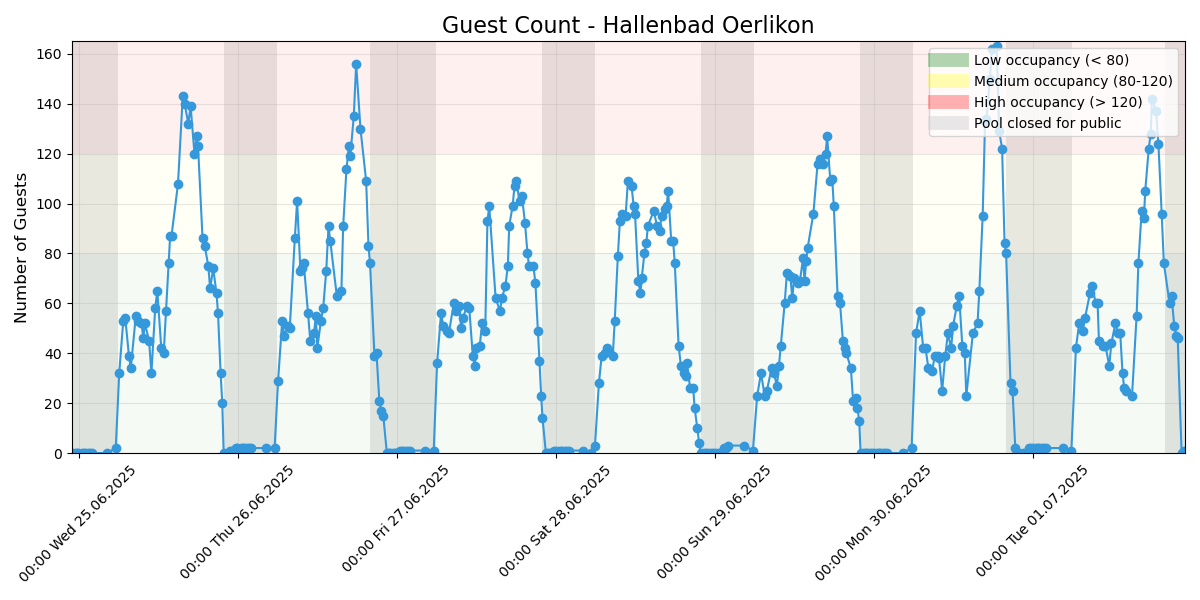 Guest Count - Hallenbad Oerlikon
Number of Guests
160
140
120
100
80
60
40
20
0
Low occupancy (< 80)
Medium occupancy (80-120)
High occupancy (> 120)
Pool closed for public
00:00 Wed 25.06.2025
00:00 Thu 26.06.2025
00:00 Fri 27.06.2025
00:00 Sat 28.06.2025
00:00 Sun 29.06.2025
00:00 Mon 30.06.2025
00:00 Tue 01.07.2025